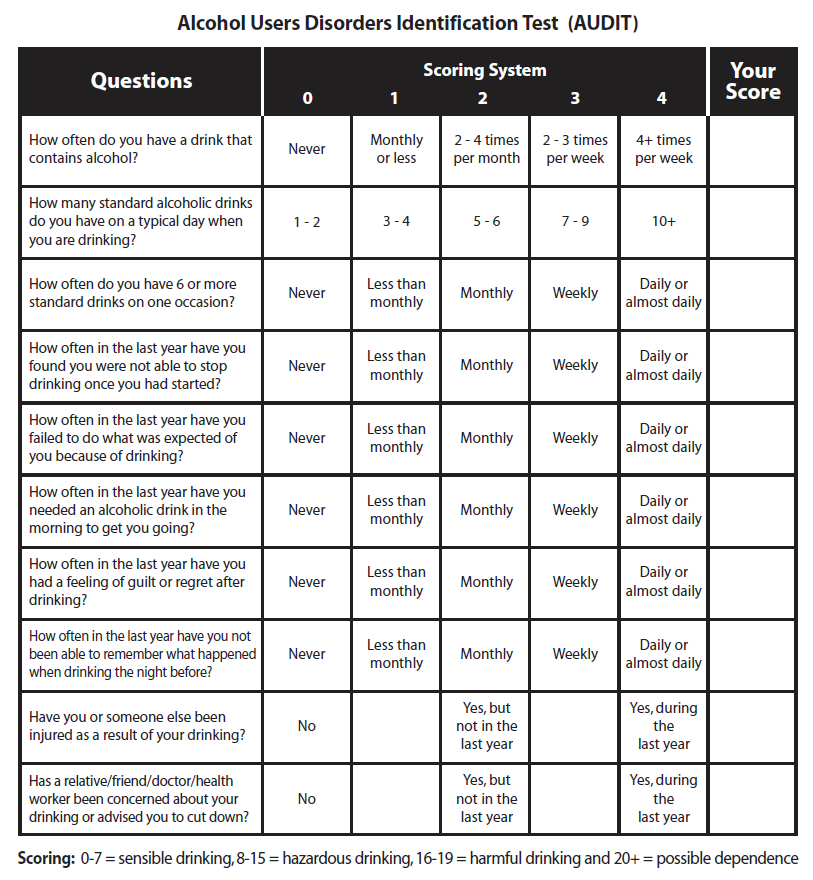 Alcohol Users Disorders Identification Test (AUDIT)
Questions
Scoring System
Your
Score
0 1 2 3 4
How often do you have a drink that
contains alcohol?
Never
Monthly
or less
2 - 4 times
per month
2 - 3 times
per week
4+ times
per week
How many standard alcoholic drinks
do you have on a typical day when
you are drinking?
1 - 2
3 - 4
5 - 6
7 - 9
10+
How often do you have 6 or more
standard drinks on one occasion?
Never
Less than
monthly
Monthly
Weekly
Daily or
almost daily
How often in the last year have you
found you were not able to stop
drinking once you had started?
Never
Less than
monthly
Monthly
Weekly
Daily or
almost daily
How often in the last year have you
failed to do what was expected of
you because of drinking?
Never
Less than
monthly
Monthly
Weekly
Daily or
almost daily
How often in the last year have you
needed an alcoholic drink in the
morning to get you going?
Never
Less than
monthly
Monthly
Weekly
Daily or
almost daily
How often in the last year have you
had a feeling of guilt or regret after
drinking?
Never
Less than
monthly
Monthly
Weekly
Daily or
almost daily
How often in the last year have you not
been able to remember what happened
when drinking the night before?
Never
Less than
monthly
Monthly
Weekly
Daily or
almost daily
Have you or someone else been
injured as a result of your drinking?
No
Yes, but
not in the
last year
Yes, during
the
last year
Has a relative/friend/doctor/health
worker been concerned about your
drinking or advised you to cut down?
No
Yes, but
not in the
last year
Yes, during
the
last year
Scoring: 0-7 = sensible drinking, 8-15 = hazardous drinking, 16-19 = harmful drinking and 20+ = possible dependence